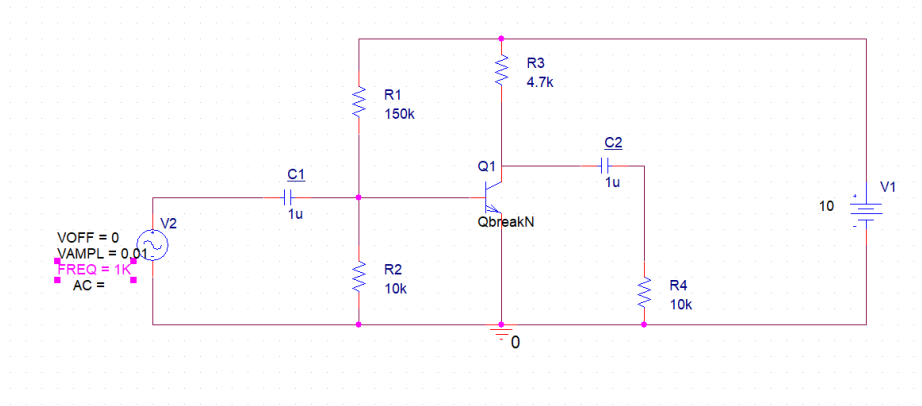 R3
4.7k
R1
150k
C2
1u
Q1
QbreakN
C1
1u
V1
10
V2
VOFF = 0
VAMPL = 0.01
FREQ = 1K
AC =
R2
10k
R4
10k
0